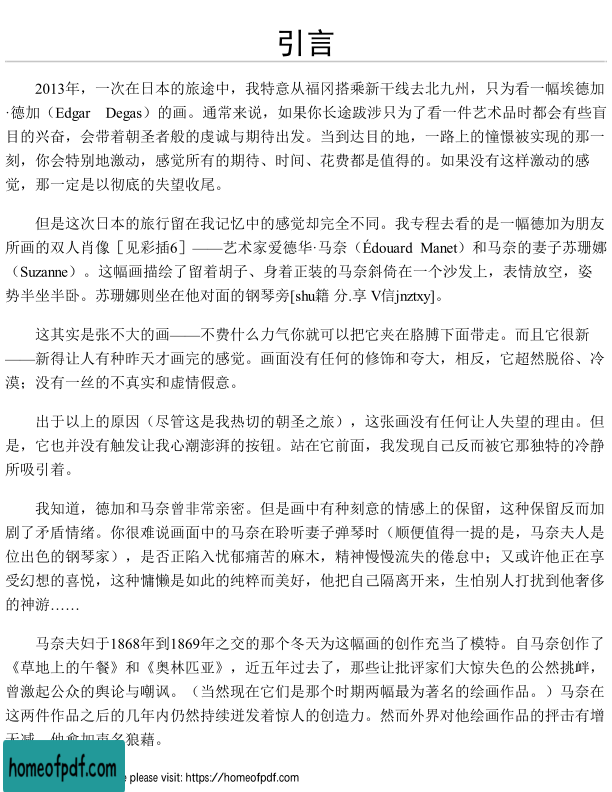 引言
2013年，一次在日本的旅途中，我特意从福冈搭乘新干线去北九州，只为看一幅埃德加
·德加（Edgar Degas）的画。通常来说，如果你长途跋涉只为了看一件艺术品时都会有些盲
目的兴奋，会带着朝圣者般的虔诚与期待出发。当到达目的地，一路上的憧憬被实现的那一
刻，你会特别地激动，感觉所有的期待、时间、花费都是值得的。如果没有这样激动的感
觉，那一定是以彻底的失望收尾。
但是这次日本的旅行留在我记忆中的感觉却完全不同。我专程去看的是一幅德加为朋友
所画的双人肖像［见彩插6］——艺术家爱德华·马奈（Édouard Manet）和马奈的妻子苏珊娜
（Suzanne）。这幅画描绘了留着胡子、身着正装的马奈斜倚在一个沙发上，表情放空，姿
势半坐半卧。苏珊娜则坐在他对面的钢琴旁[shu籍 分.享 V信jnztxy]。
这其实是张不大的画——不费什么力气你就可以把它夹在胳膊下面带走。而且它很新
——新得让人有种昨天才画完的感觉。画面没有任何的修饰和夸大，相反，它超然脱俗、冷
漠；没有一丝的不真实和虚情假意。
出于以上的原因（尽管这是我热切的朝圣之旅），这张画没有任何让人失望的理由。但
是，它也并没有触发让我心潮澎湃的按钮。站在它前面，我发现自己反而被它那独特的冷静
所吸引着。
我知道，德加和马奈曾非常亲密。但是画中有种刻意的情感上的保留，这种保留反而加
剧了矛盾情绪。你很难说画面中的马奈在聆听妻子弹琴时（顺便值得一提的是，马奈夫人是
位出色的钢琴家），是否正陷入忧郁痛苦的麻木，精神慢慢流失的倦怠中；又或许他正在享
受幻想的喜悦，这种慵懒是如此的纯粹而美好，他把自己隔离开来，生怕别人打扰到他奢侈
的神游……
马奈夫妇于1868年到1869年之交的那个冬天为这幅画的创作充当了模特。自马奈创作了
《草地上的午餐》和《奥林匹亚》，近五年过去了，那些让批评家们大惊失色的公然挑衅，
曾激起公众的舆论与嘲讽。（当然现在它们是那个时期两幅最为著名的绘画作品。）马奈在
这两件作品之后的几年内仍然持续迸发着惊人的创造力。然而外界对他绘画作品的抨击有增
无减，他愈加声名狼藉。
homeofpdf.com
please visit: https://homeofpdf.com